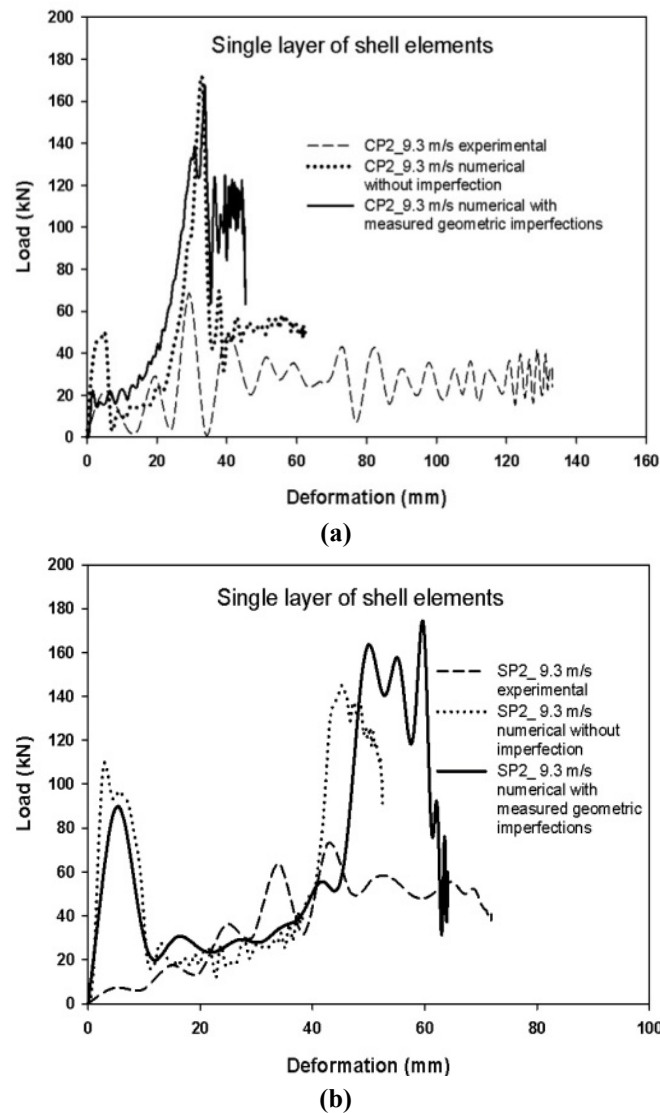 200
Single layer of shell elements
180
160
140
CP2_9.3 m/s experimental
CP2_9.3 m/s numerical
without imperfection
CP2_9.3 m/s numerical with
measured geometric imperfections
120
100
80
60
40
20
0
Load (kN)
0 20 40 60 80 100 120 140 160
Deformation (mm)
(a)
200
Single layer of shell elements
180
160
140
120
100
80
60
40
20
0
SP2_ 9.3 m/s
experimental
SP2_ 9.3 m/s
numerical without
imperfection
SP2_ 9.3 m/s
numerical with
measured geometric
imperfections
Load (kN)
0 20 40 60 80 100
Deformation (mm)
(b)